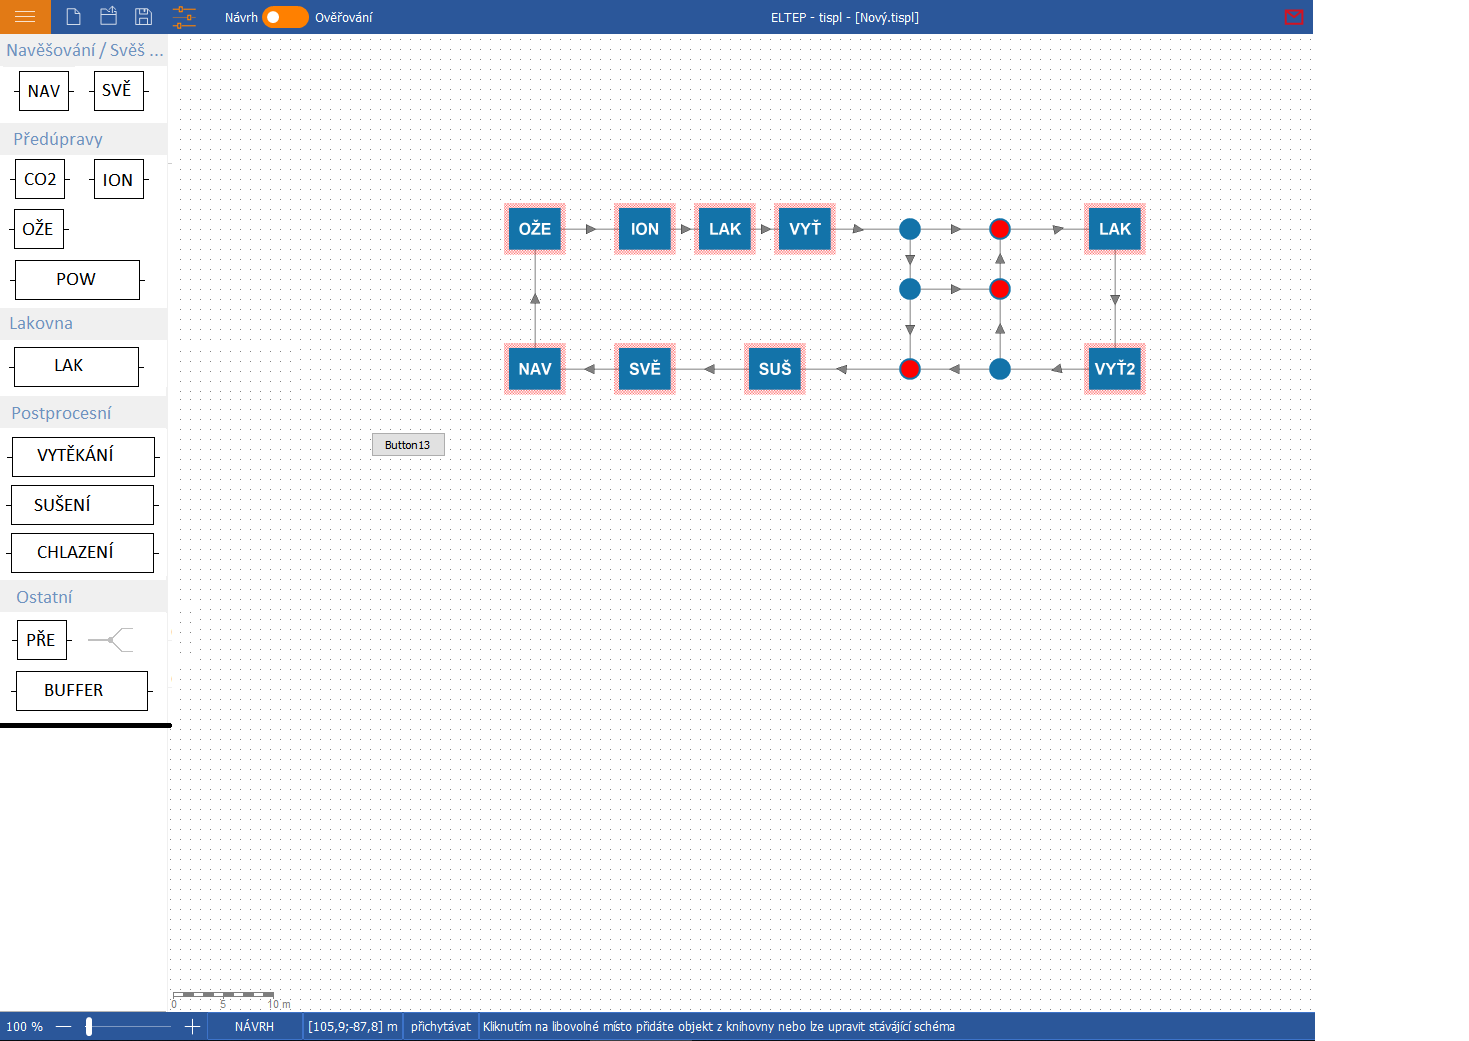 Návrh Ověřování ELTEP - tispl - [Nový.tispl]
Navěšování / Svěš ...
NAV SVĚ
Předúpravy
CO2 ION
OŽE
POW
Lakovna
LAK
Postprocesní
VYTĚKÁNÍ
SUŠENÍ
CHLAZENÍ
Ostatní
PŘE
BUFFER
OŽE ION LAK VYŤ LAK
NAV SVĚ SUŠ VYŤ2
Button13
0 5 10 m
100 % NÁVRH [105,9;-87,8] m přichytávat Kliknutím na libovolné místo přidáte objekt z knihovny nebo lze upravit stávájící schéma